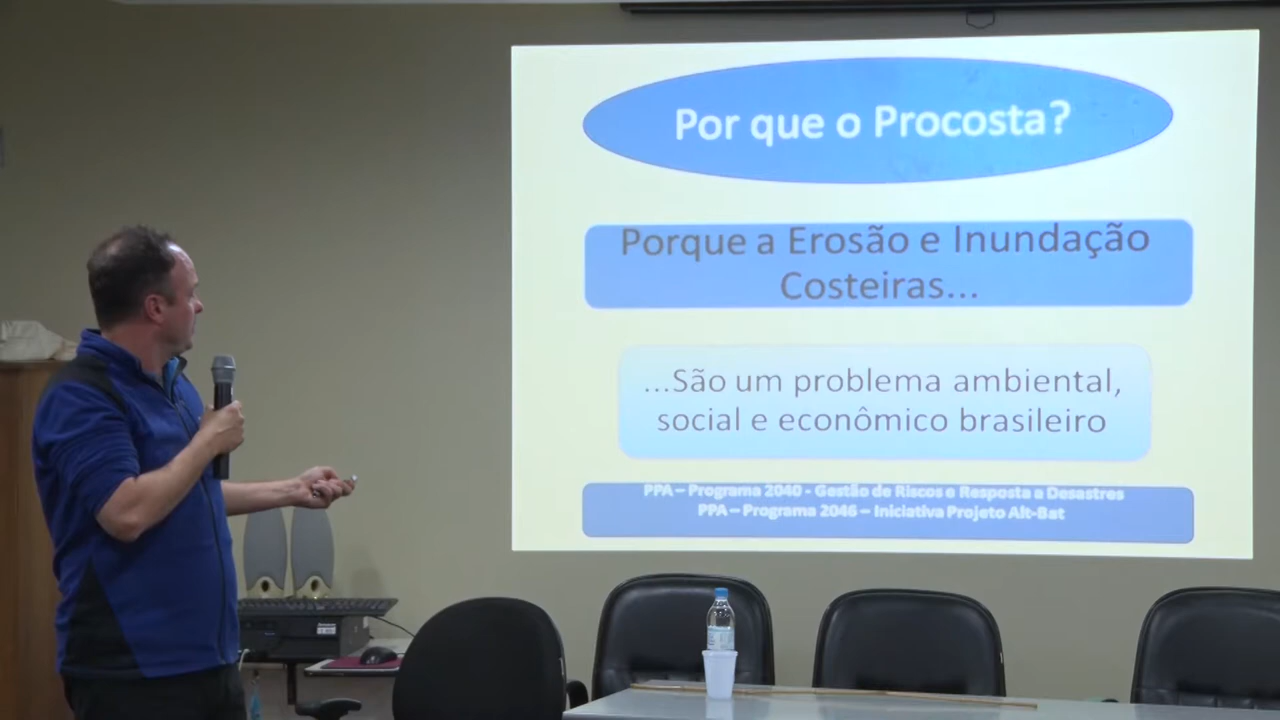 Por que o Procosta?
Porque a Erosão e Inundação
Costeiras...
...São um problema ambiental,
social e econômico brasileiro
PPA – Programa 2040 - Gestão de Riscos e Resposta a Desastres
PPA – Programa 2046 – Iniciativa Projeto Alt-Bat